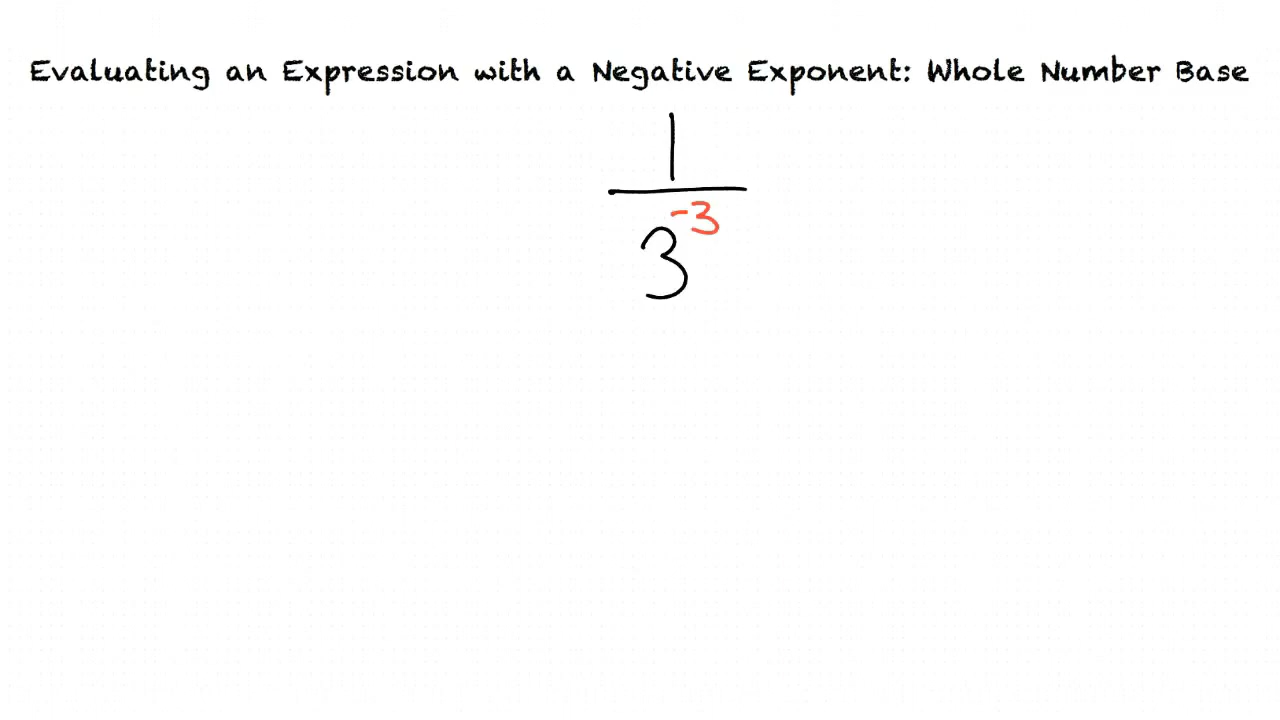 Evaluating an Expression with a Negative Exponent: Whole Number Base
1
3⁻³